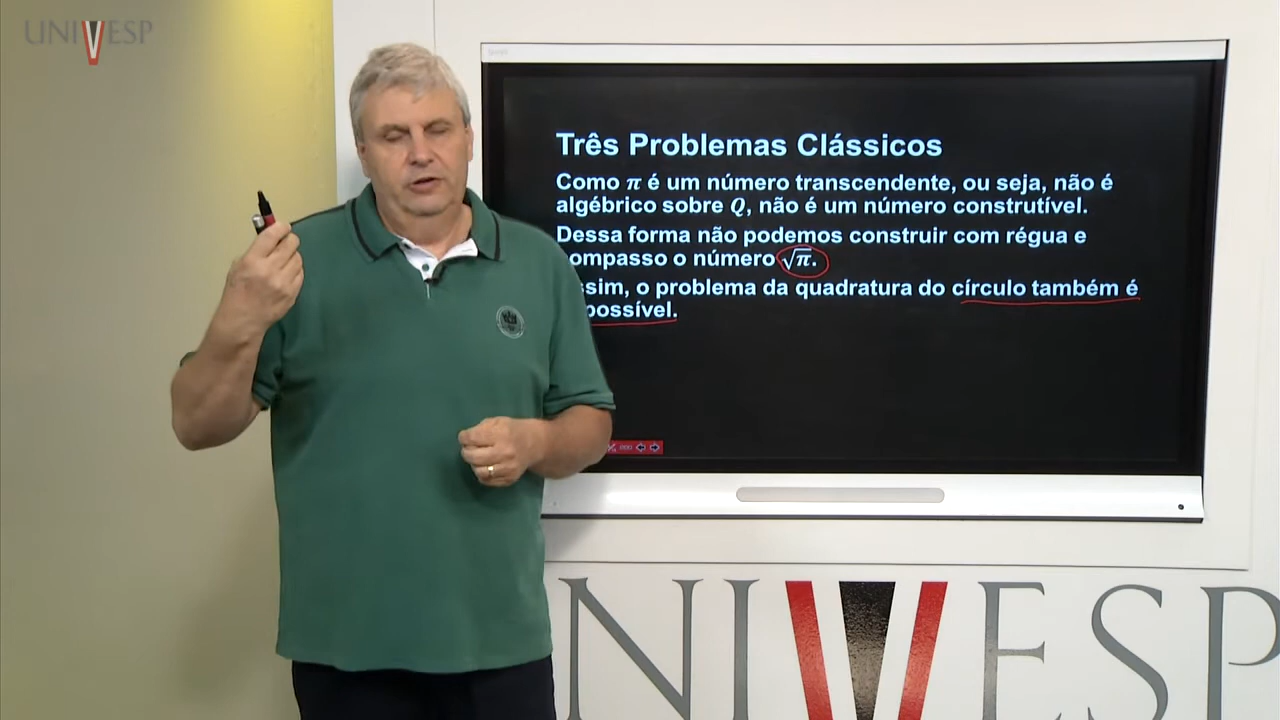 UNIVESP
Três Problemas Clássicos
Como π é um número transcendente, ou seja, não é
algébrico sobre Q, não é um número construtível.
Dessa forma não podemos construir com régua e
ompasso o número √π.
ssim, o problema da quadratura do círculo também é
possível.
UNIVESP